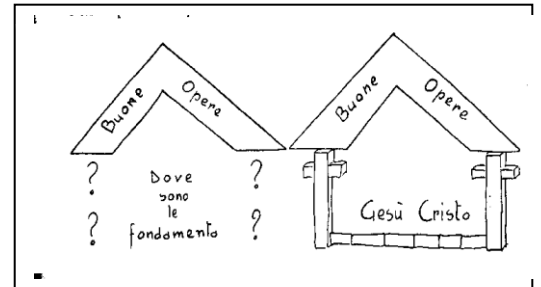 Buone Opere
Buone Opere
? ?
Dove
sono
le
fondamento
? ?
Gesù Cristo